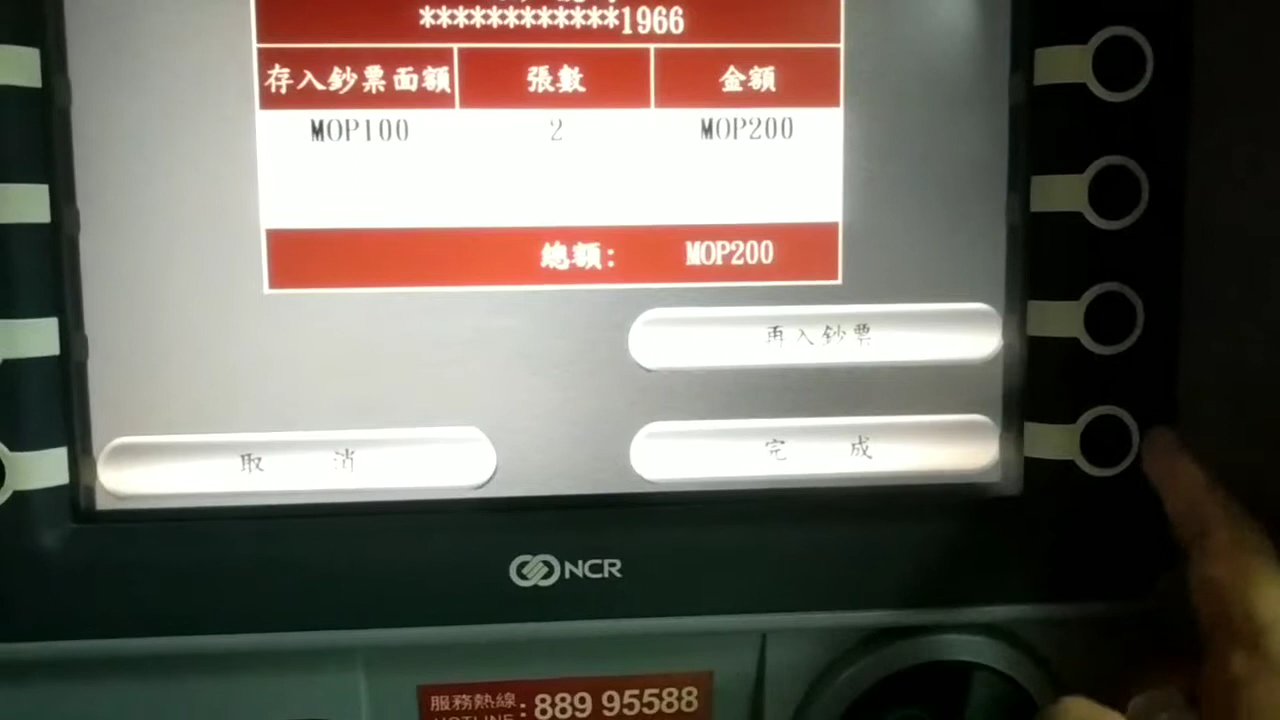 ************1966
存入鈔票面額 張數 金額
MOP100 2 MOP200
總額: MOP200
再入鈔票
取 消 完 成
NCR
服務熱線: 889 95588
HOTLINE